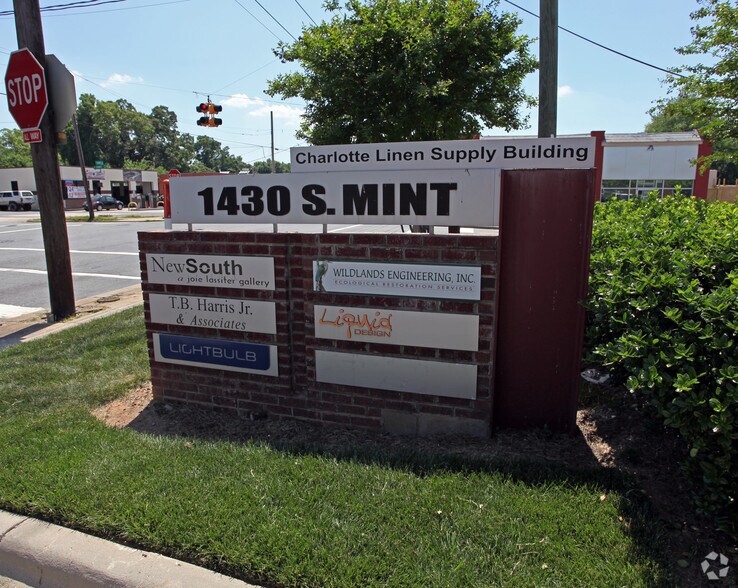 STOP
Charlotte Linen Supply Building
1430 S. MINT
NewSouth
a joie lassiter gallery
T.B. Harris Jr.
& Associates
LIGHTBULB
WILDLANDS ENGINEERING, INC
ECOLOGICAL RESTORATION SERVICES
Liquid
DESIGN